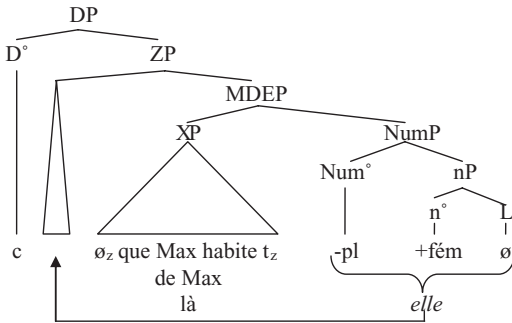 DP
D° ZP
MDEP
XP NumP
Num° nP
n° L
c øz que Max habite tz -pl +fém ø
de Max
là elle